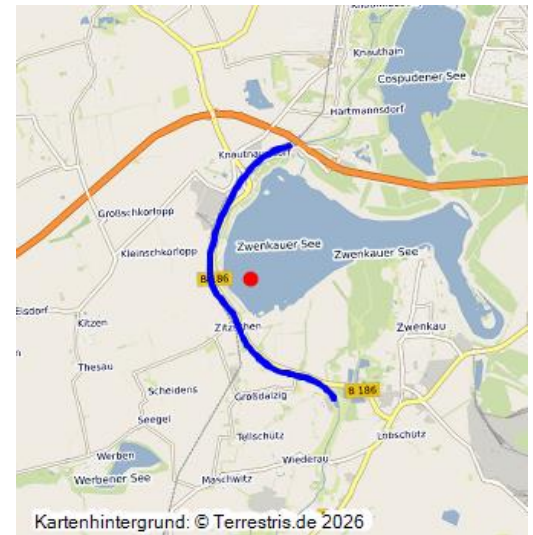 Knauthain
Cospudener See
Hartmannsdorf
Großschkorlopp
Zwenkauer See
Zwenkauer See
Kleinschkorlopp
B 186
Eisdorf
Kitzen
Zitzschen
Zwenkau
Thesau
Scheidens
Großdalzig
B 186
Seegel
Tellschütz
Löbschütz
Werben
Wiederau
Werbener See
Maschwitz
Kartenhintergrund: © Terrestris.de 2026